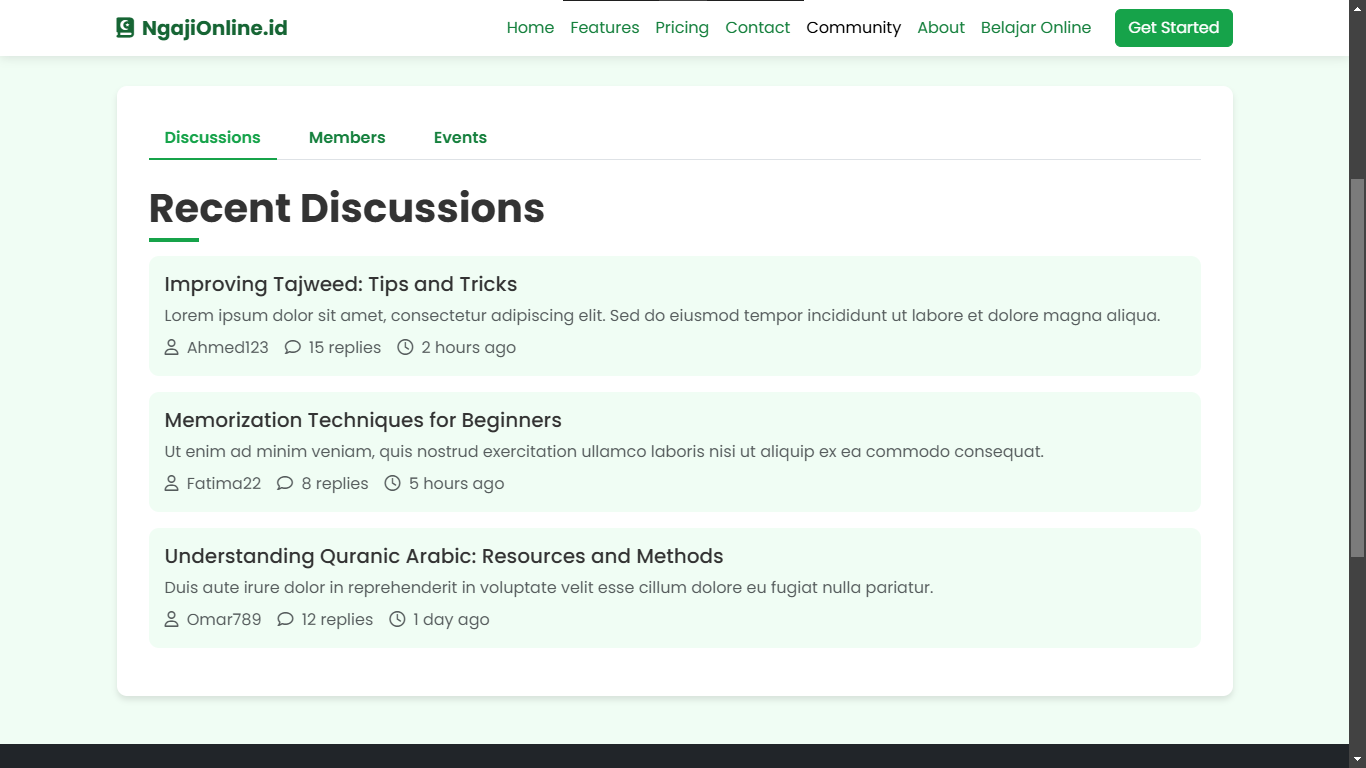 NgajiOnline.id
Home Features Pricing Contact Community About Belajar Online Get Started
Discussions Members Events
Recent Discussions
Improving Tajweed: Tips and Tricks
Lorem ipsum dolor sit amet, consectetur adipiscing elit. Sed do eiusmod tempor incididunt ut labore et dolore magna aliqua.
Ahmed123 15 replies 2 hours ago
Memorization Techniques for Beginners
Ut enim ad minim veniam, quis nostrud exercitation ullamco laboris nisi ut aliquip ex ea commodo consequat.
Fatima22 8 replies 5 hours ago
Understanding Quranic Arabic: Resources and Methods
Duis aute irure dolor in reprehenderit in voluptate velit esse cillum dolore eu fugiat nulla pariatur.
Omar789 12 replies 1 day ago